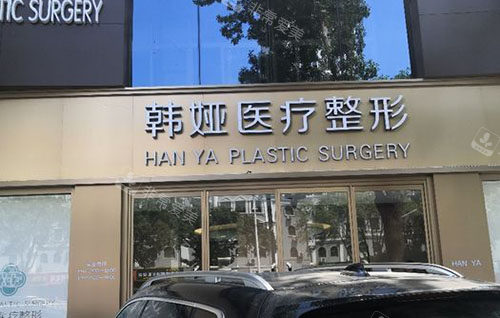 TIC SURGERY
韩娅医疗整形
HAN YA PLASTIC SURGERY
HAN YA